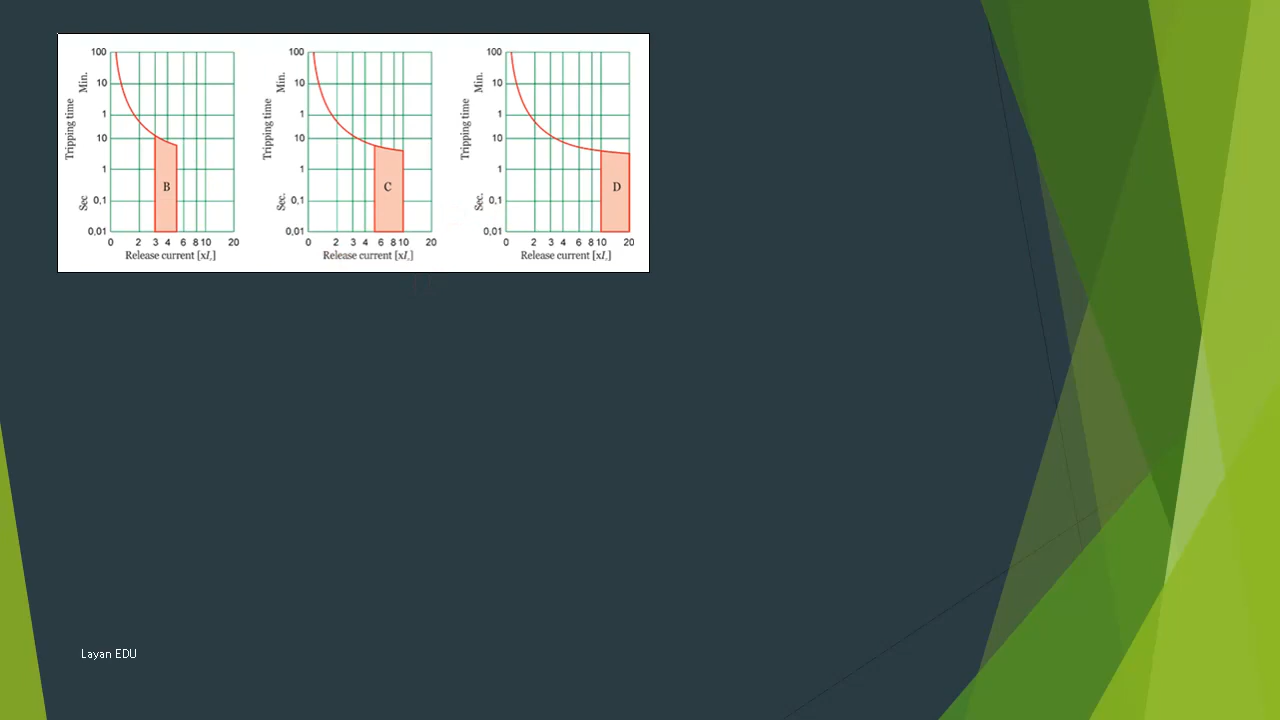 100
10
1
10
1
0,1
0,01
Min.
Tripping time
Sec
B
0 2 3 4 6 8 10 20
Release current [xIr]
100
10
1
10
1
0,1
0,01
Min.
Tripping time
Sec.
C
0 2 3 4 6 8 10 20
Release current [xIr]
100
10
1
10
1
0,1
0,01
Min.
Tripping time
Sec.
D
0 2 3 4 6 8 10 20
Release current [xIr]
Layan EDU